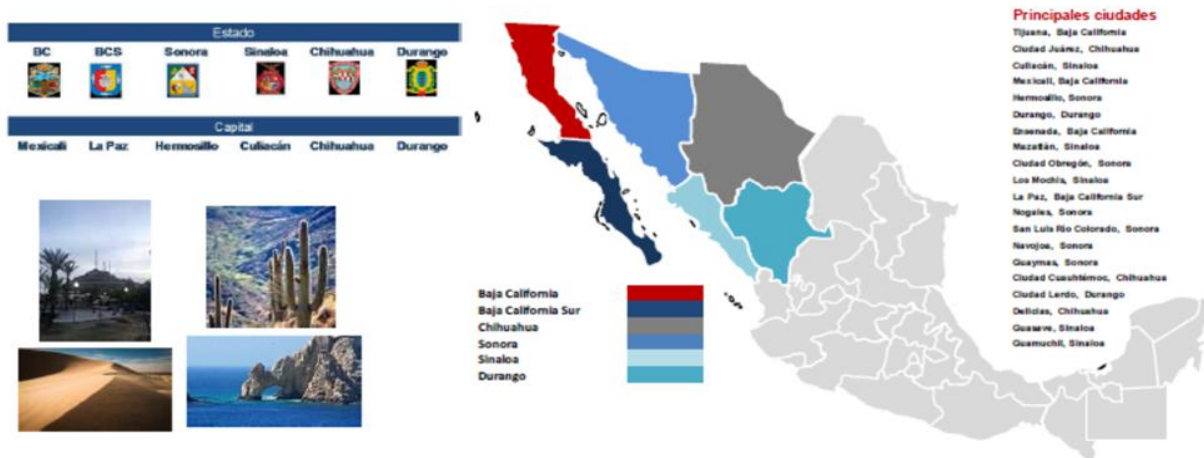 Estado
BC BCS Sonora Sinaloa Chihuahua Durango
Capital
Mexicali La Paz Hermosillo Culiacán Chihuahua Durango
Baja California
Baja California Sur
Chihuahua
Sonora
Sinaloa
Durango
Principales ciudades
Tijuana, Baja California
Ciudad Juárez, Chihuahua
Culiacán, Sinaloa
Mexicali, Baja California
Hermosillo, Sonora
Durango, Durango
Ensenada, Baja California
Mazatlán, Sinaloa
Ciudad Obregón, Sonora
Los Mochis, Sinaloa
La Paz, Baja California Sur
Nogales, Sonora
San Luis Río Colorado, Sonora
Navojoa, Sonora
Guaymas, Sonora
Ciudad Cuauhtémoc, Chihuahua
Ciudad Lerdo, Durango
Delicias, Chihuahua
Guasave, Sinaloa
Guamuchil, Sinaloa